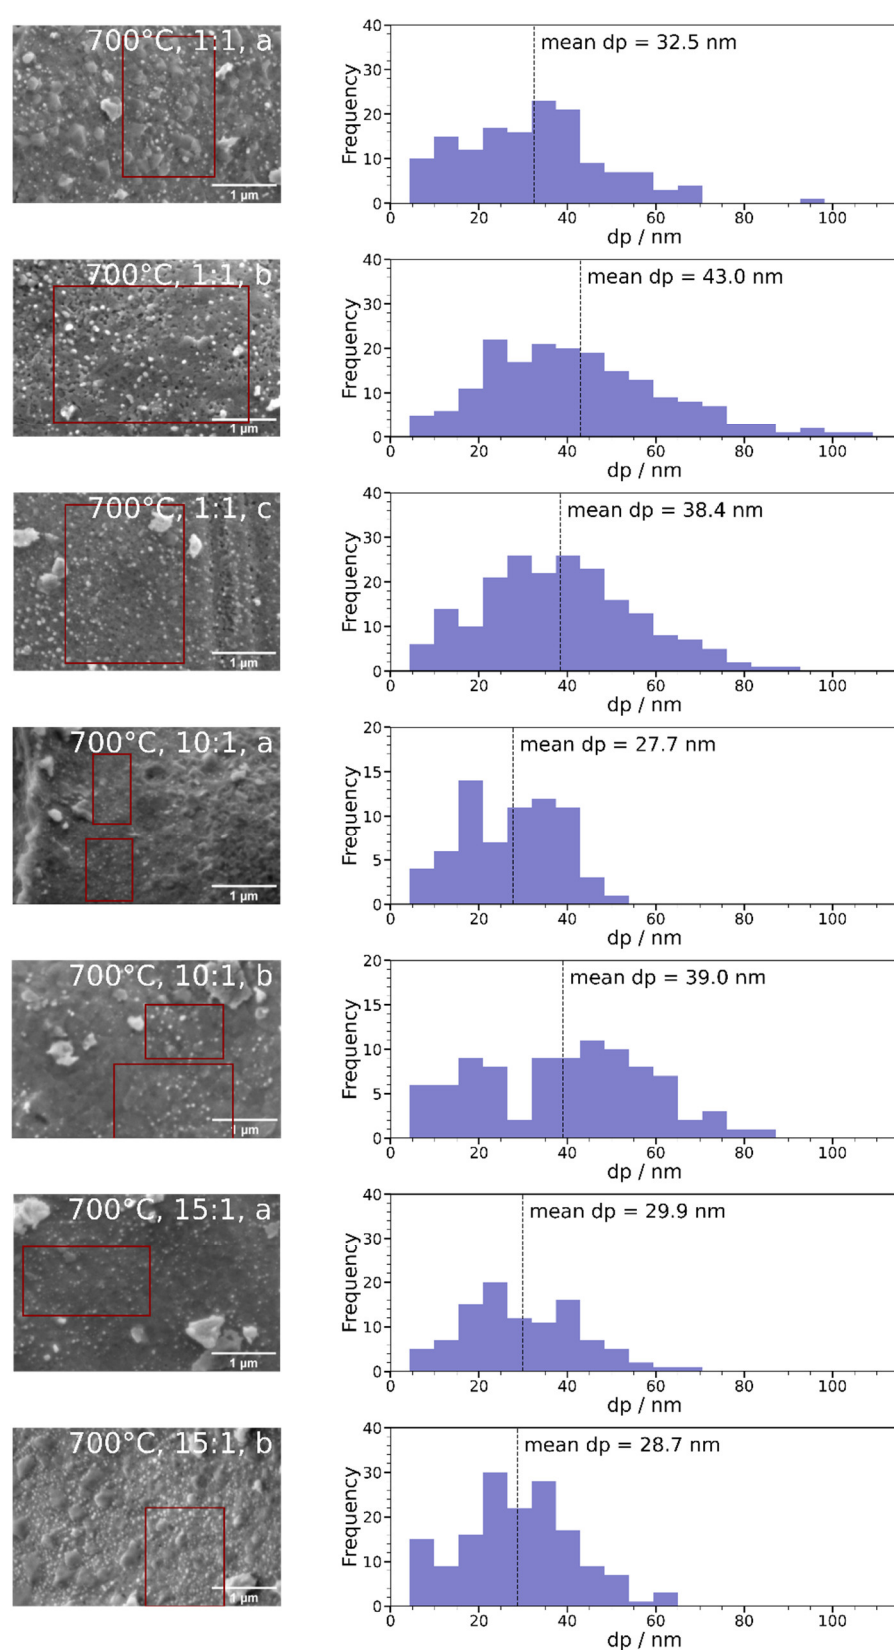 700°C, 1:1, a
1 µm
mean dp = 32.5 nm
Frequency
40
30
20
10
0
0 20 40 60 80 100
dp / nm
700°C, 1:1, b
1 µm
mean dp = 43.0 nm
Frequency
40
30
20
10
0
0 20 40 60 80 100
dp / nm
700°C, 1:1, c
1 µm
mean dp = 38.4 nm
Frequency
40
30
20
10
0
0 20 40 60 80 100
dp / nm
700°C, 10:1, a
1 µm
mean dp = 27.7 nm
Frequency
20
15
10
5
0
0 20 40 60 80 100
dp / nm
700°C, 10:1, b
1 µm
mean dp = 39.0 nm
Frequency
20
15
10
5
0
0 20 40 60 80 100
dp / nm
700°C, 15:1, a
1 µm
mean dp = 29.9 nm
Frequency
40
30
20
10
0
0 20 40 60 80 100
dp / nm
700°C, 15:1, b
1 µm
mean dp = 28.7 nm
Frequency
40
30
20
10
0
0 20 40 60 80 100
dp / nm